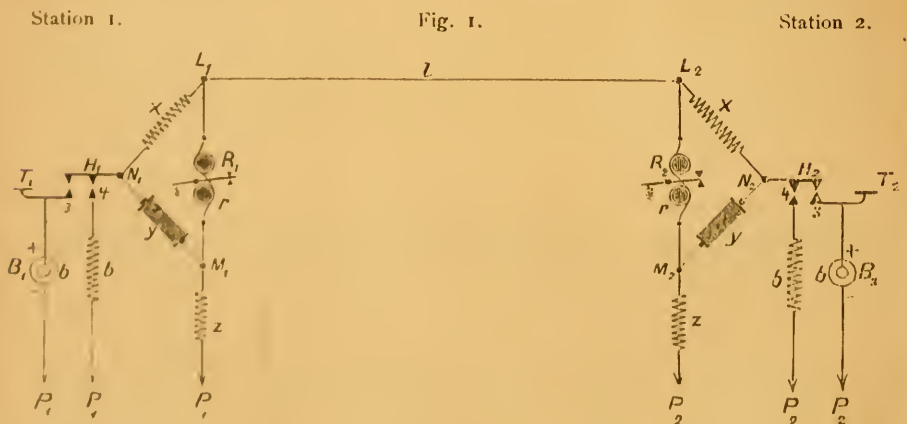 Station 1. Fig. 1. Station 2.
L₁ l L₂
x x
H₁ N₁ R₁ R₂ N₂ H₂
T₁ 3 4 r r 4 3 T₂
y y
B₁ + b b M₁ M₂ b b + B₂
z z
P₁ P₁ P₁ P₂ P₂ P₂